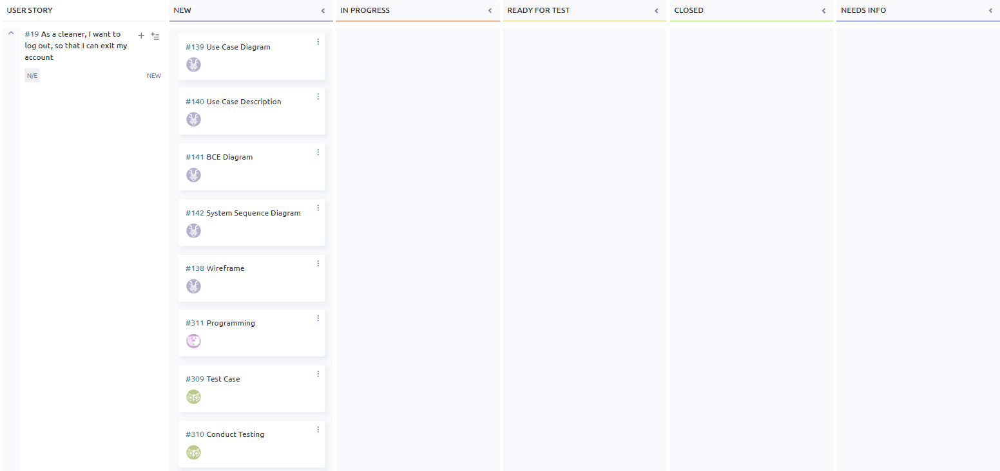 USER STORY
NEW
IN PROGRESS
READY FOR TEST
CLOSED
NEEDS INFO
#19 As a cleaner, I want to
log out, so that I can exit my
account
N/E
NEW
#139 Use Case Diagram
#140 Use Case Description
#141 BCE Diagram
#142 System Sequence Diagram
#138 Wireframe
#311 Programming
#309 Test Case
#310 Conduct Testing